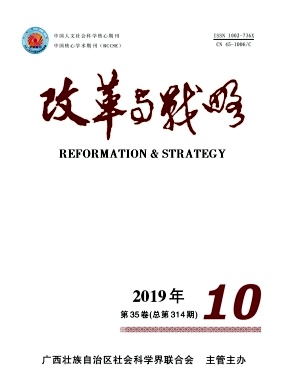 中国人文社会科学核心期刊
中国核心学术期刊（RCCSE）
ISSN 1002-736X
CN 45-1006/C
改革与战略
REFORMATION & STRATEGY
2019年
第35卷(总第314期)
10
广西壮族自治区社会科学界联合会 主管主办